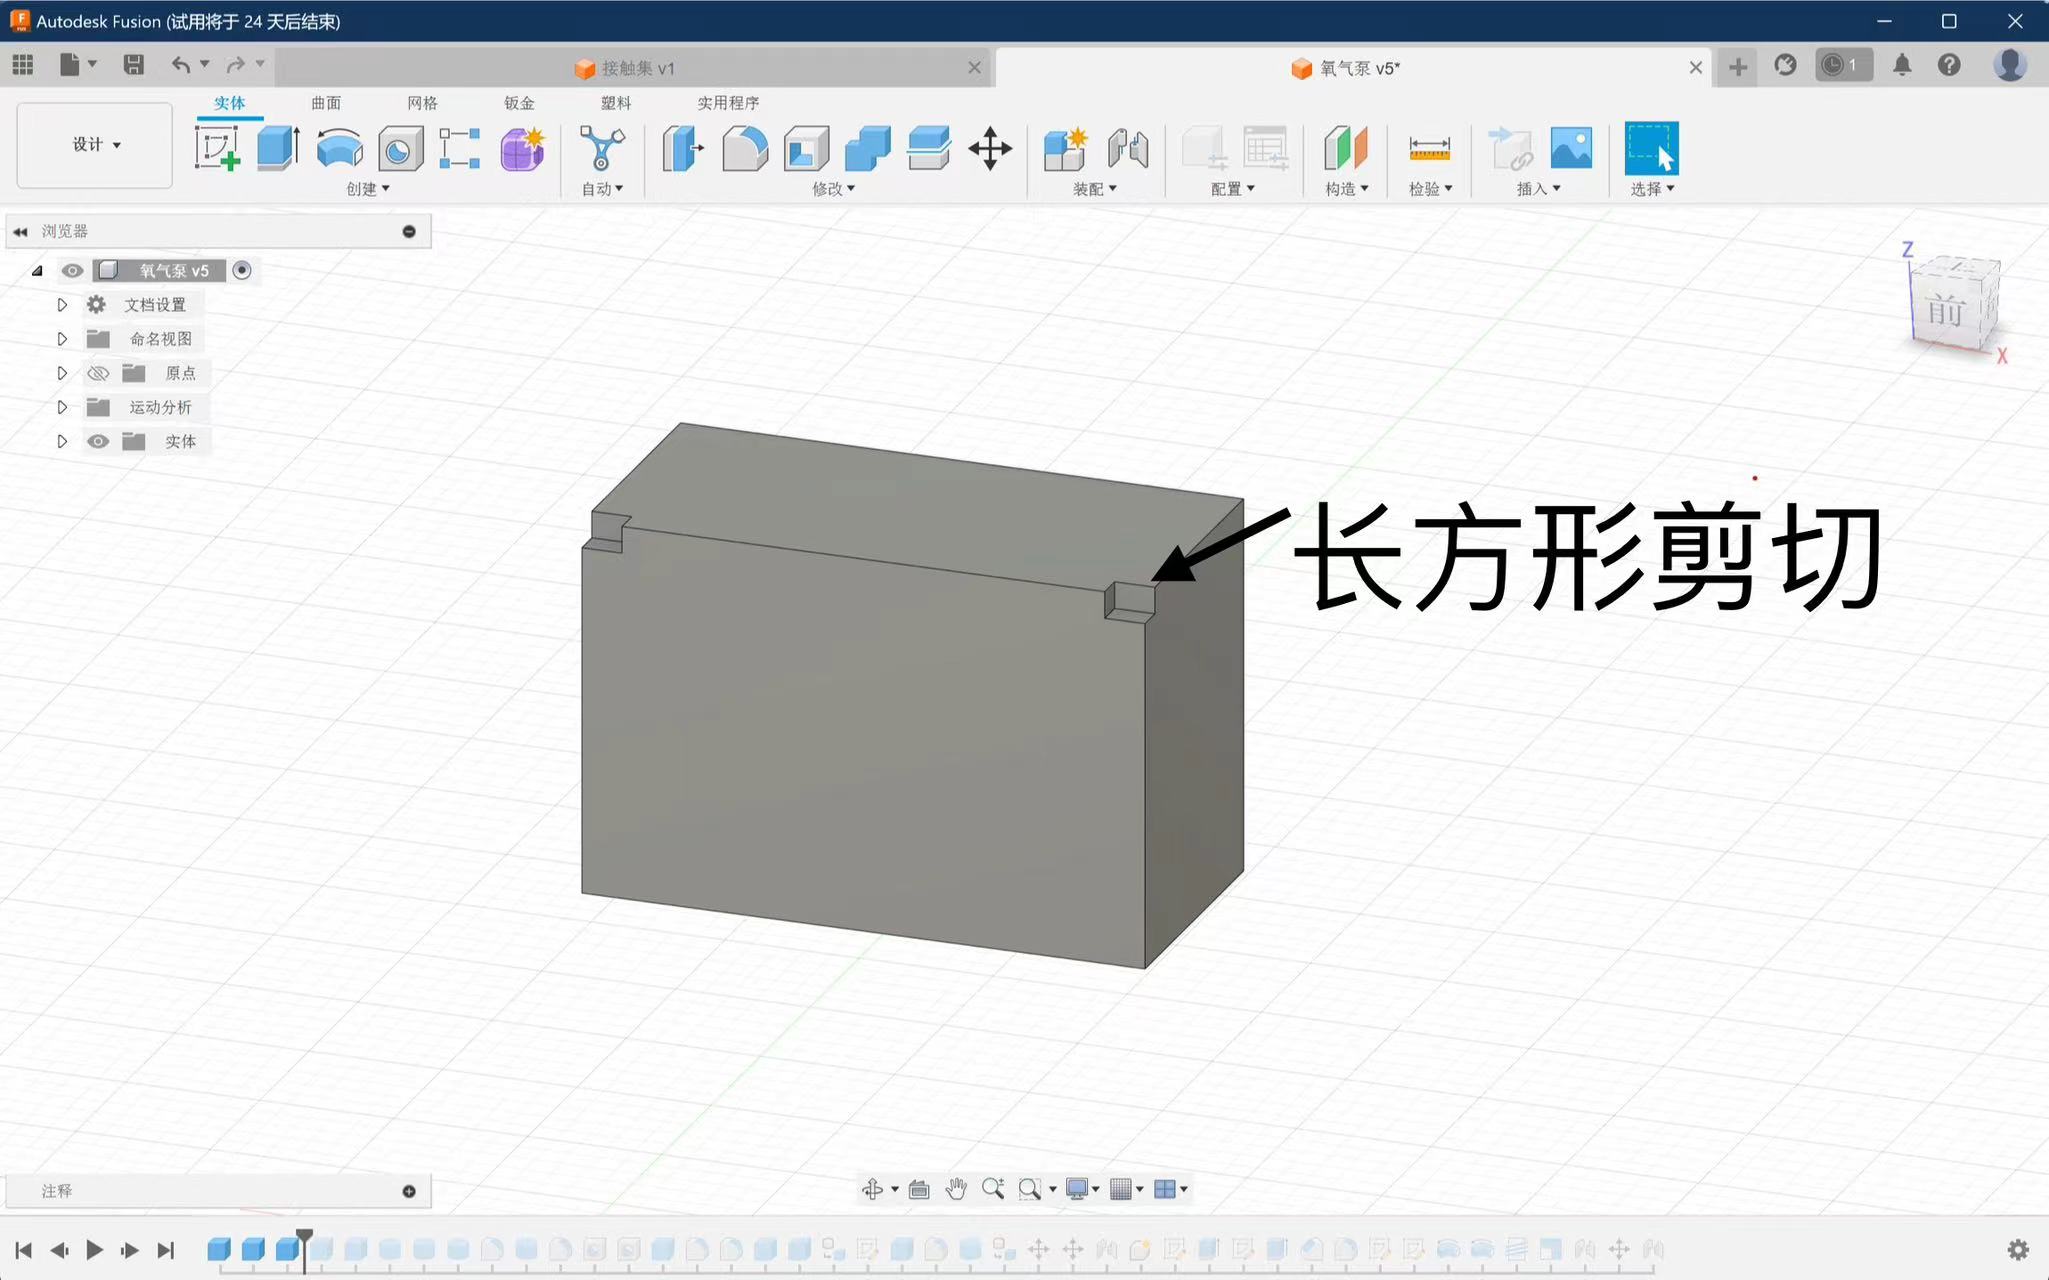 Autodesk Fusion (试用将于 24 天后结束)
接触集 v1
氧气泵 v5*
1
实体 曲面 网格 钣金 塑料 实用程序
设计
创建 自动 修改 装配 配置 构造 检验 插入 选择
浏览器
氧气泵 v5
文档设置
命名视图
原点
运动分析
实体
Z
前
X
长方形剪切
注释